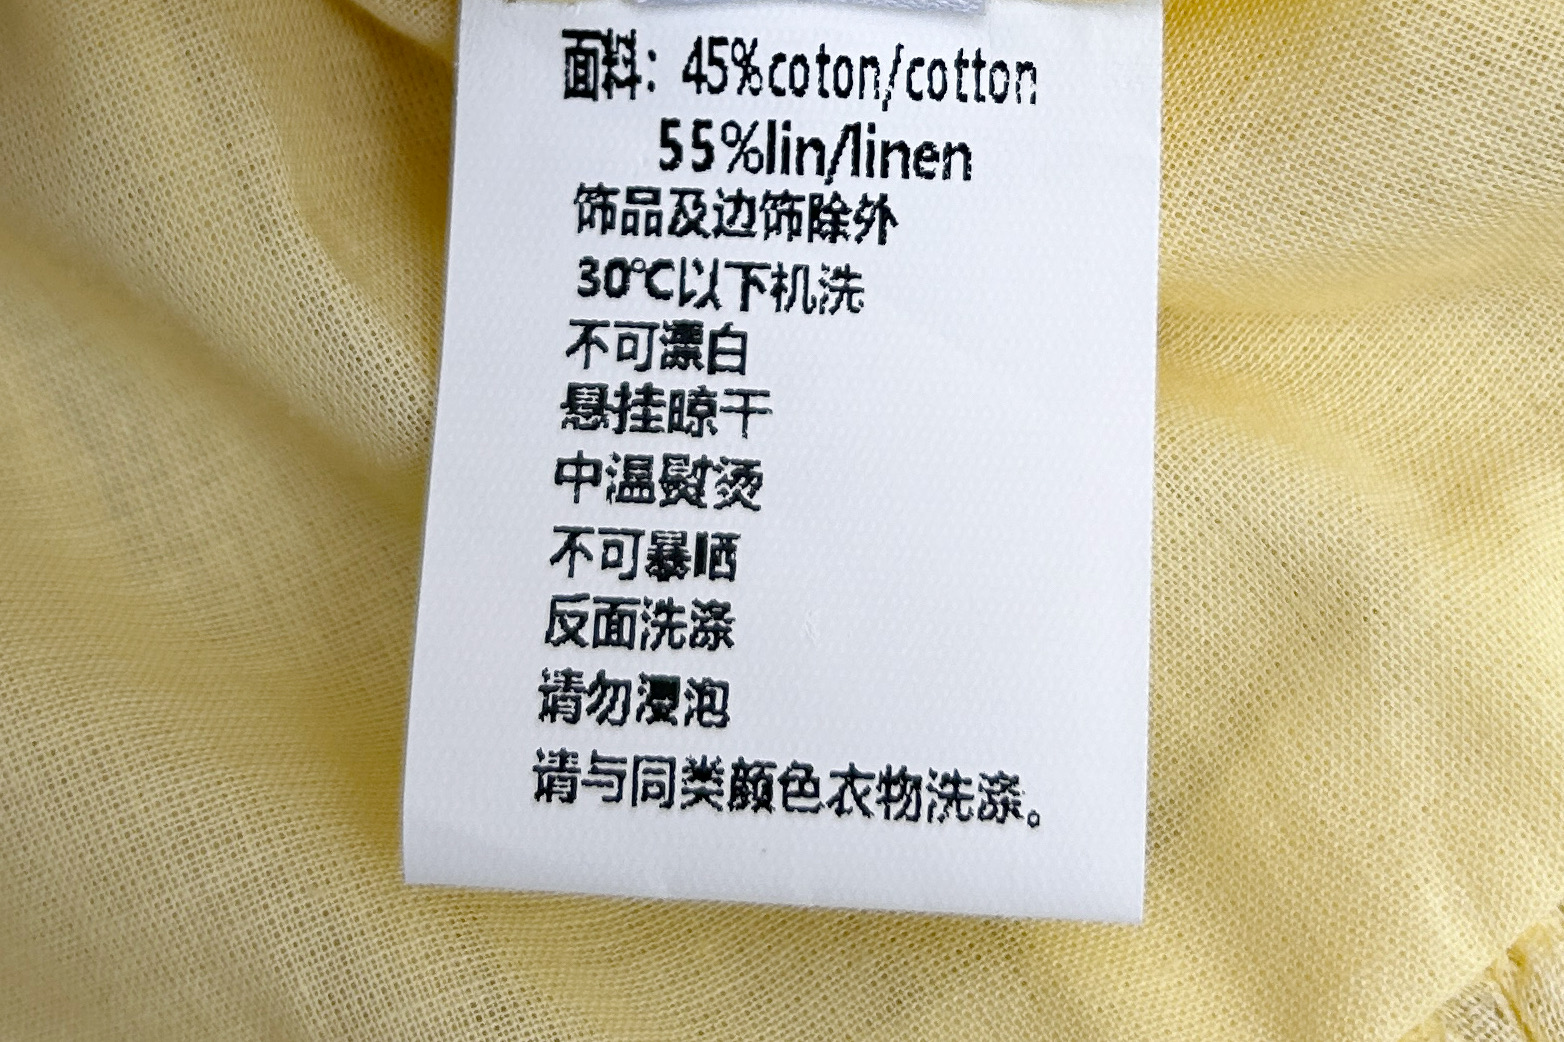 面料：45%coton/cotton
55%lin/linen
饰品及边饰除外
30℃以下机洗
不可漂白
悬挂晾干
中温熨烫
不可暴晒
反面洗涤
请勿浸泡
请与同类颜色衣物洗涤。